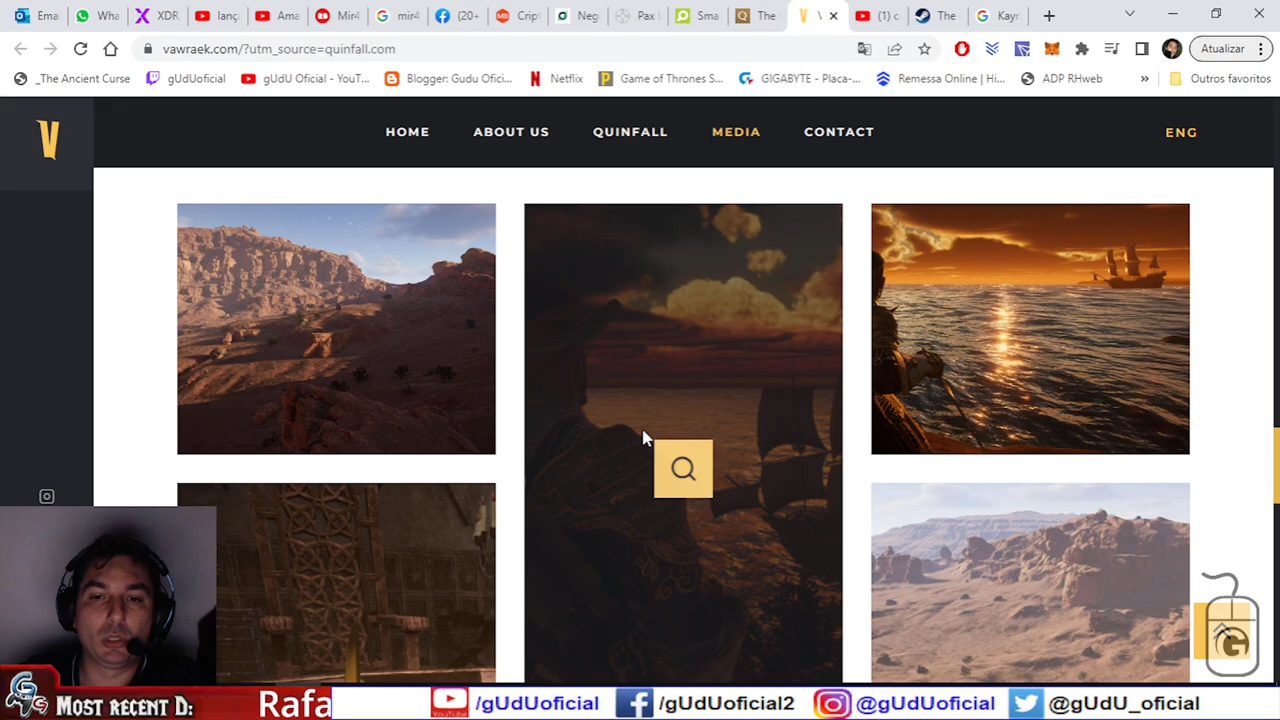 Ema
Wha
XDR
lança
Ama
Mir4
mir4
(20+
Cript
Neg
Pax
Sma
The
V
(1) c
The
Kayr
vawraek.com/?utm_source=quinfall.com
Atualizar
_The Ancient Curse
gUdUoficial
gUdU Oficial - YouT...
Blogger: Gudu Ofici...
Netflix
Game of Thrones S...
GIGABYTE - Placa-...
Remessa Online | Hi...
ADP RHweb
»
Outros favoritos
V
HOME
ABOUT US
QUINFALL
MEDIA
CONTACT
ENG
Most recent D:
Rafa
/gUdUoficial
/gUdUoficial2
@gUdUoficial
@gUdU_oficial